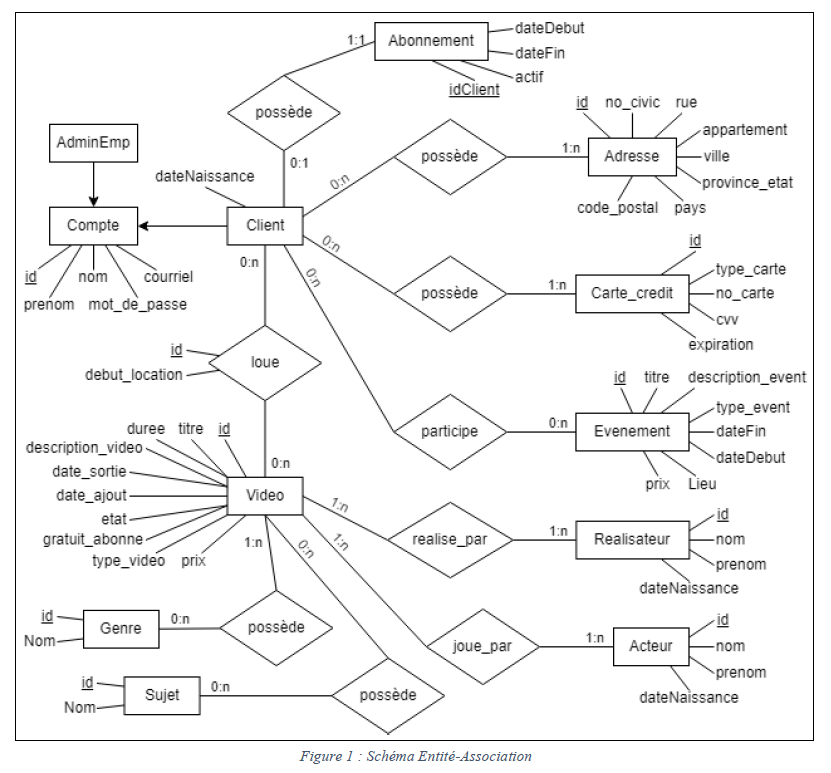 dateDebut
1:1
Abonnement
dateFin
actif
idClient
possède
id
no_civic
rue
AdminEmp
appartement
possède
1:n
Adresse
ville
0:1
dateNaissance
0:n
province_etat
code_postal
pays
Compte
Client
id
0:n
0:n
0:n
id
nom
courriel
type_carte
prenom
mot_de_passe
possède
1:n
Carte_credit
no_carte
cvv
expiration
id
loue
debut_location
id
titre
description_event
type_event
duree
titre
id
participe
0:n
Evenement
dateFin
description_video
dateDebut
date_sortie
0:n
prix
Lieu
date_ajout
Video
1:n
id
etat
gratuit_abonne
1:n
0:n
1:n
realise_par
1:n
Realisateur
nom
type_video
prix
prenom
dateNaissance
id
0:n
Genre
possède
id
Nom
joue_par
1:n
Acteur
nom
prenom
id
Sujet
0:n
possède
dateNaissance
Nom
Figure 1 : Schéma Entité-Association